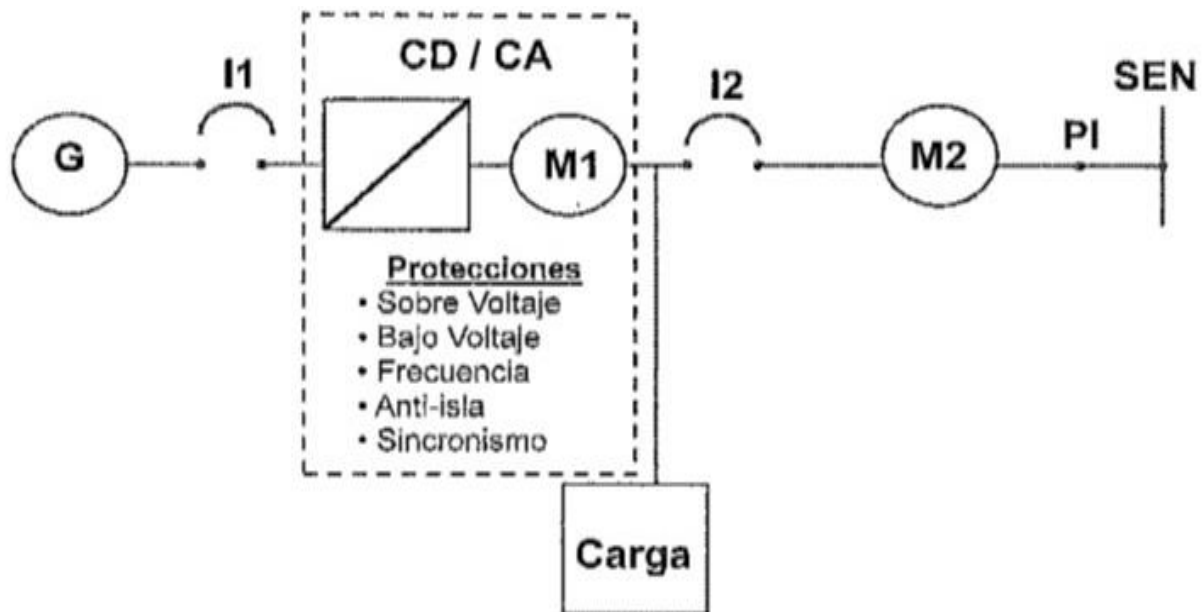 CD / CA
I1
I2
SEN
G
M1
M2
PI
Protecciones
• Sobre Voltaje
• Bajo Voltaje
• Frecuencia
• Anti-isla
• Sincronismo
Carga